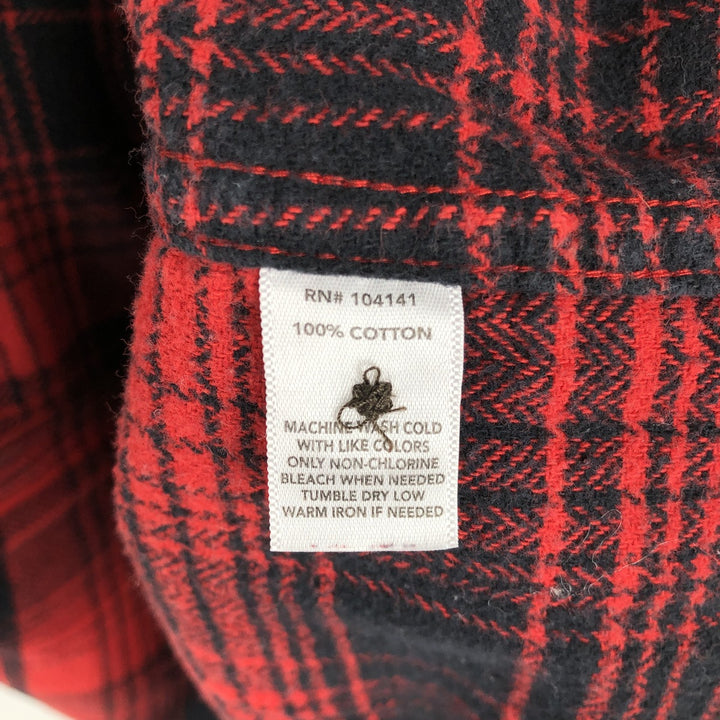 RN# 104141
100% COTTON
MACHINE WASH COLD
WITH LIKE COLORS
ONLY NON-CHLORINE
BLEACH WHEN NEEDED
TUMBLE DRY LOW
WARM IRON IF NEEDED